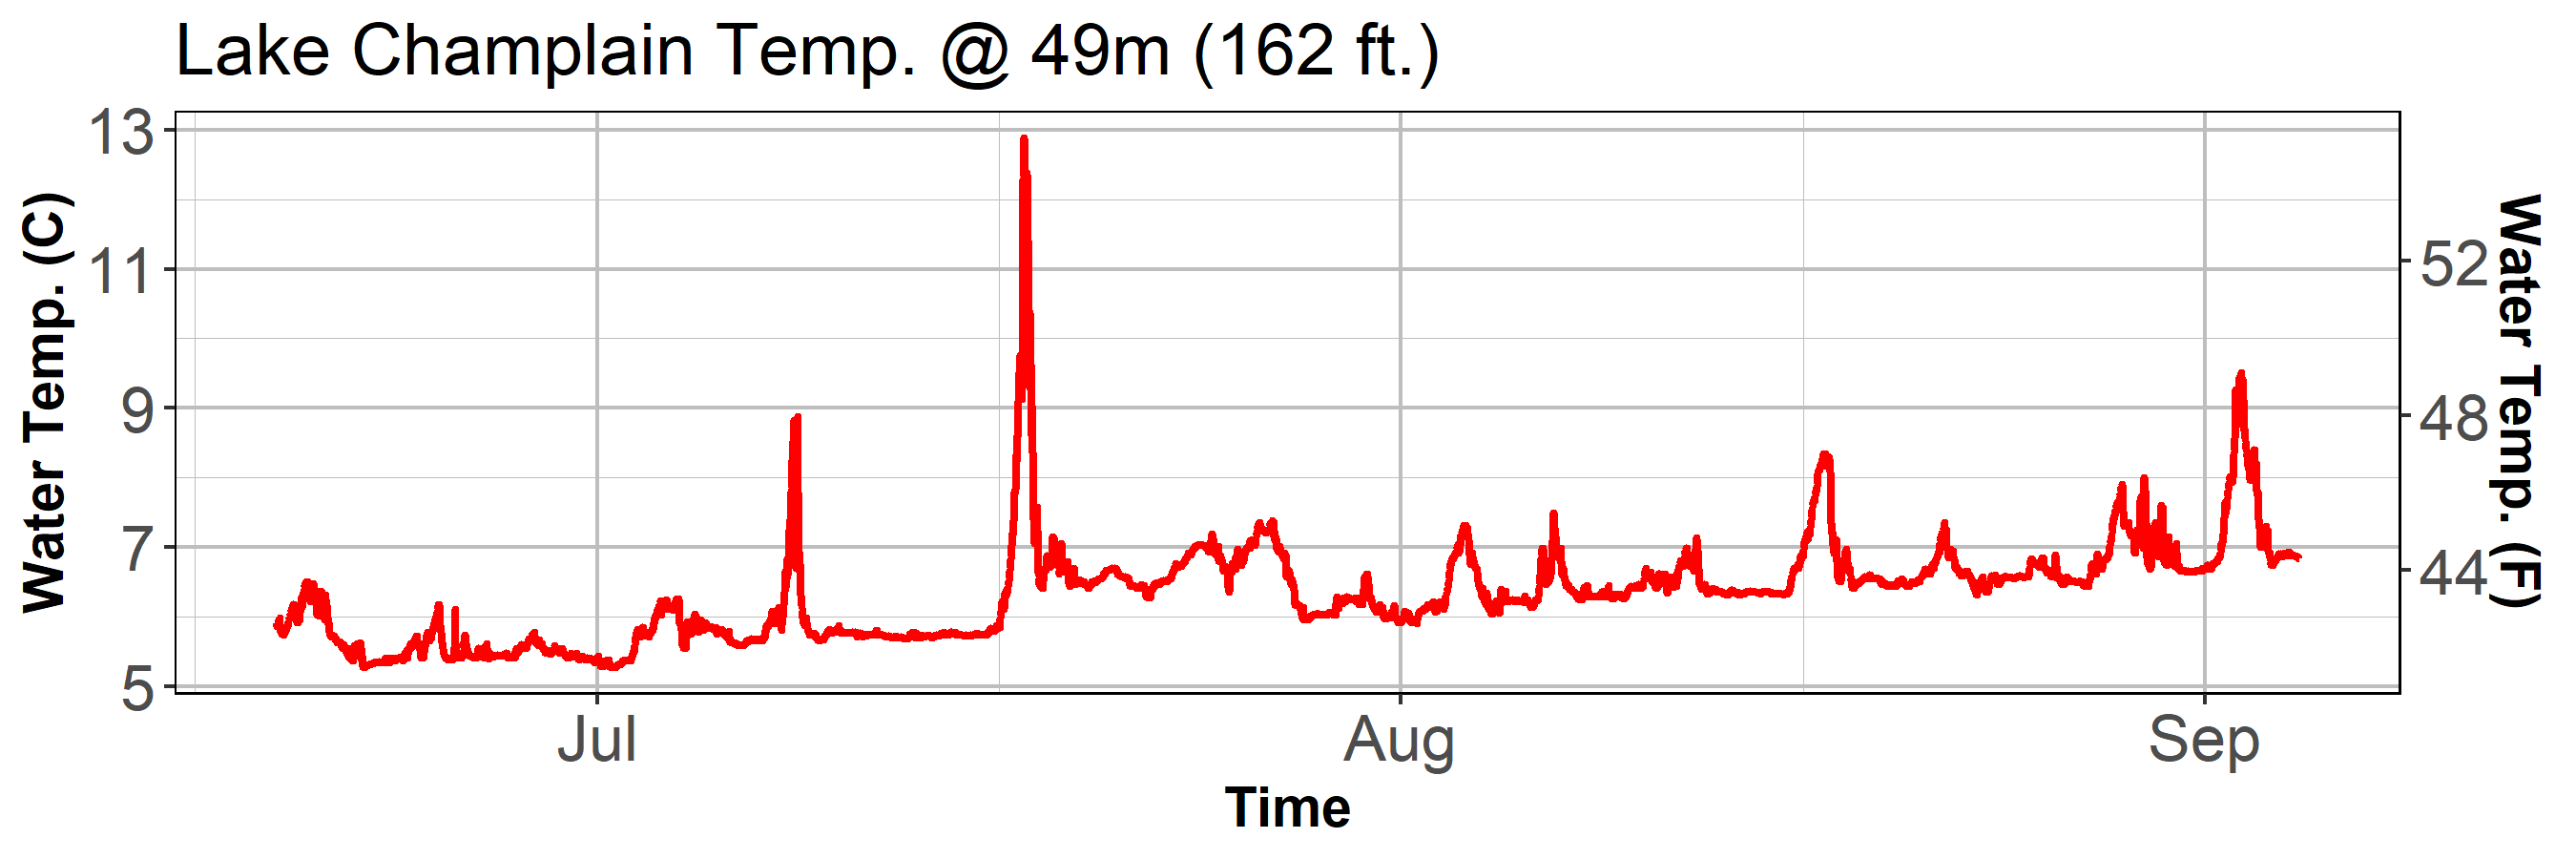 Lake Champlain Temp. @ 49m (162 ft.)
Water Temp. (C)
13
11
9
7
5
52
48
44
Water Temp. (F)
Jul
Aug
Sep
Time